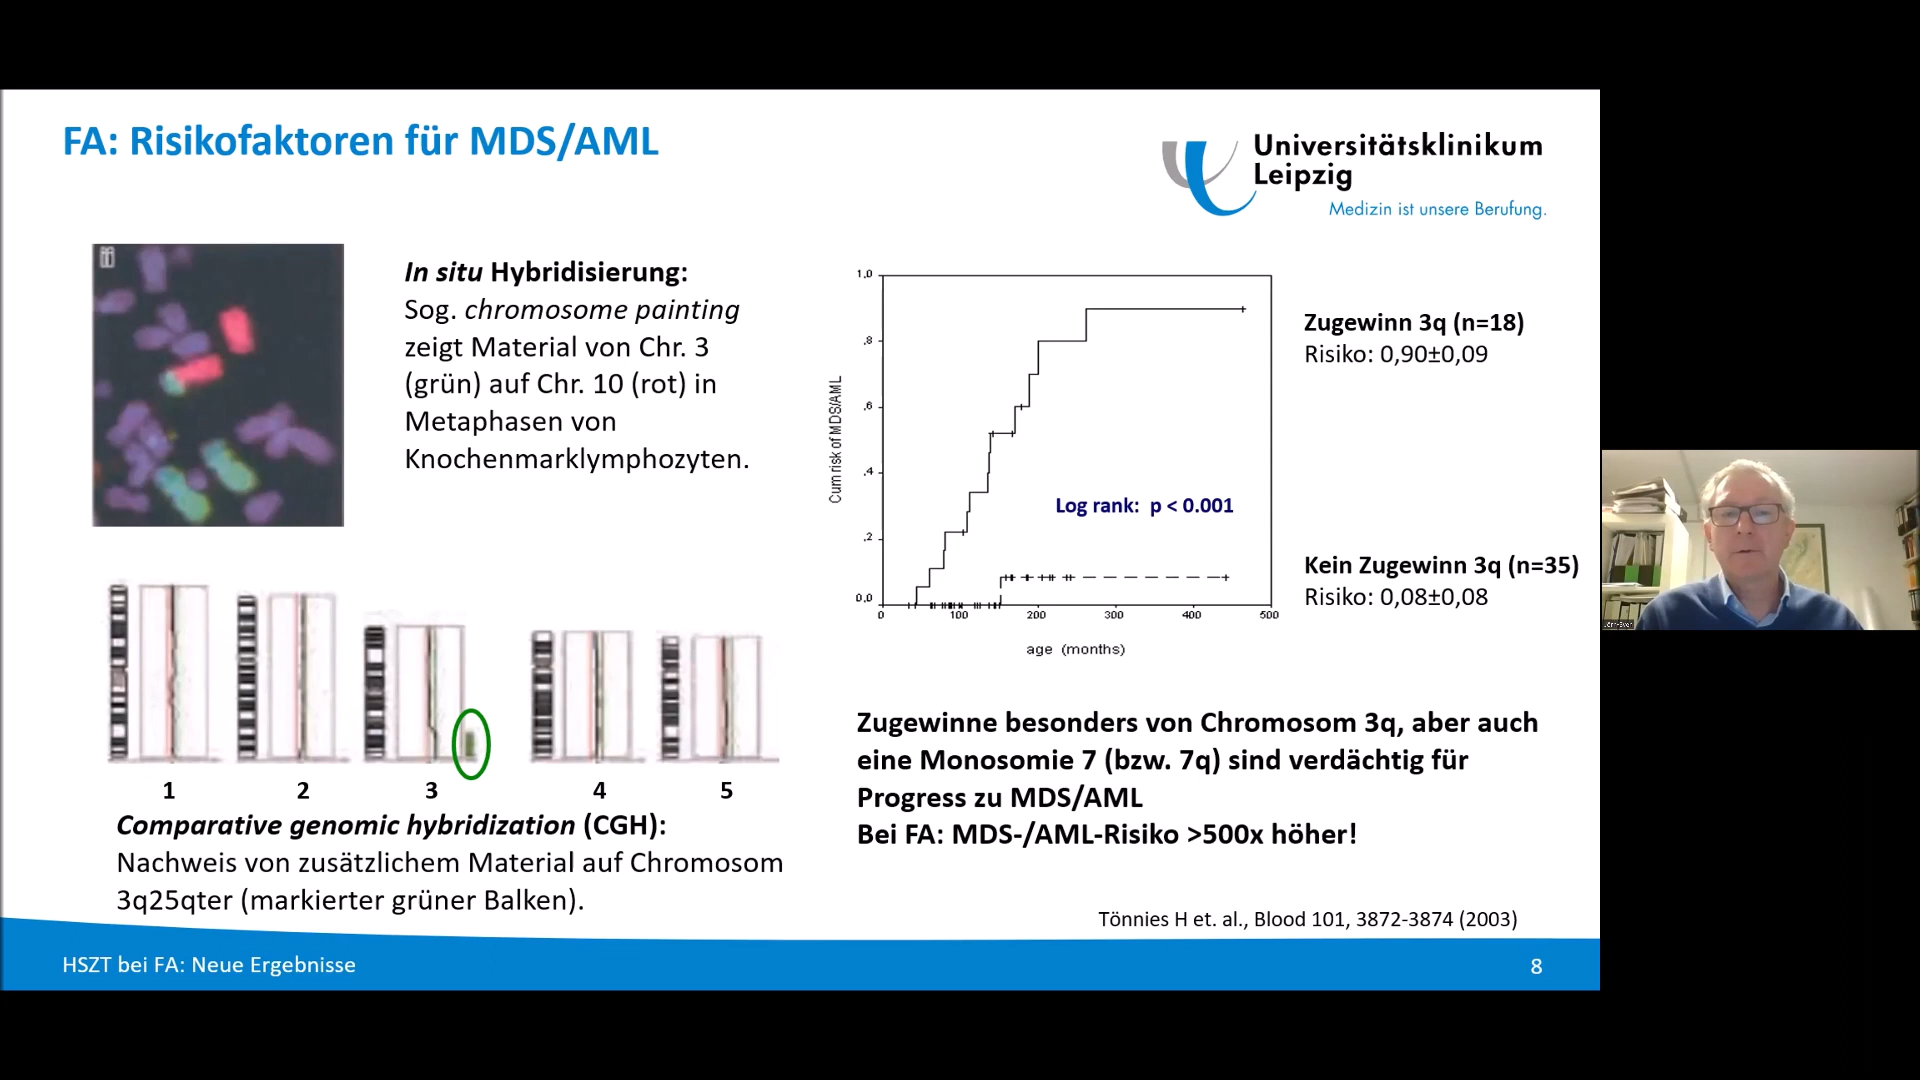 FA: Risikofaktoren für MDS/AML
Universitätsklinikum
Leipzig
Medizin ist unsere Berufung.
In situ Hybridisierung:
Sog. chromosome painting
zeigt Material von Chr. 3
(grün) auf Chr. 10 (rot) in
Metaphasen von
Knochenmarklymphozyten.
1
2
3
4
5
Comparative genomic hybridization (CGH):
Nachweis von zusätzlichem Material auf Chromosom
3q25qter (markierter grüner Balken).
Cum risk of MDS/AML
1,0
,8
,6
,4
,2
0,0
0
100
200
300
400
500
age (months)
Log rank: p < 0.001
Zugewinn 3q (n=18)
Risiko: 0,90±0,09
Kein Zugewinn 3q (n=35)
Risiko: 0,08±0,08
Zugewinne besonders von Chromosom 3q, aber auch
eine Monosomie 7 (bzw. 7q) sind verdächtig für
Progress zu MDS/AML
Bei FA: MDS-/AML-Risiko >500x höher!
Tönnies H et. al., Blood 101, 3872-3874 (2003)
HSZT bei FA: Neue Ergebnisse
8